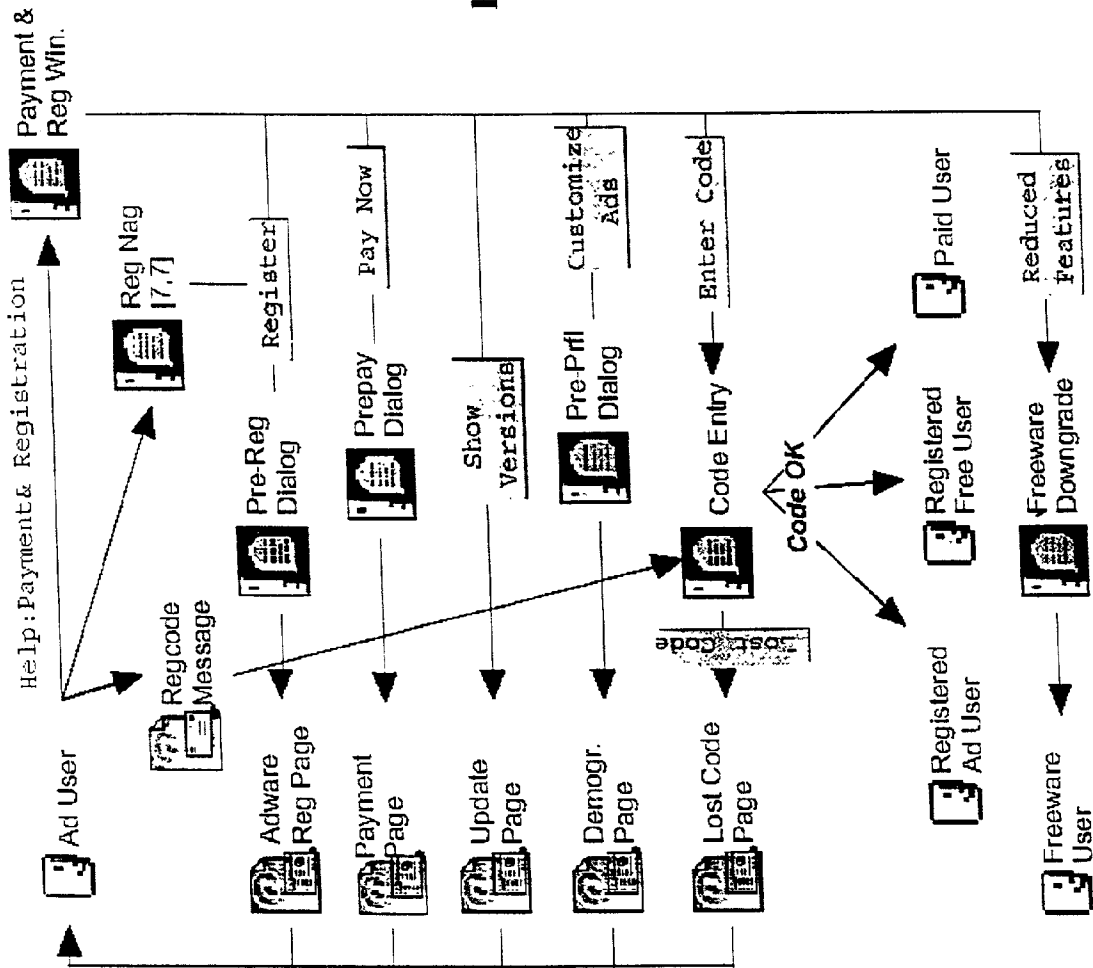 Ad User
Help:Payment& Registration
Payment &
Reg Win.
Reg Nag
[7,7]
Regcode
Message
Register
Pre-Reg
Dialog
Adware
Reg Page
Pay Now
Prepay
Dialog
Payment
Page
Show
Versions
Update
Page
Customize
Ads
Pre-Prfl
Dialog
Demogr.
Page
Enter Code
Code Entry
Lost Code
Lost Code
Page
Code OK
Registered
Ad User
Registered
Free User
Paid User
Reduced
Features
Freeware
Downgrade
Freeware
User